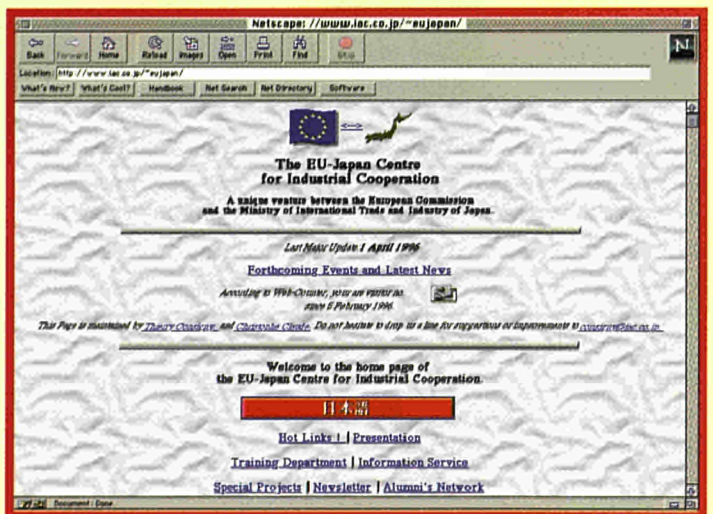 Netscape: //www.iac.co.jp/~eujapan/
Back Forward Home Reload Images Open Print Find Stop
N
Location: http://www.iac.co.jp/~eujapan/
What's New? What's Cool? Handbook Net Search Net Directory Software
The EU-Japan Centre
for Industrial Cooperation
A unique venture between the European Commission
and the Ministry of International Trade and Industry of Japan.
Last Major Update 1 April 1996
Forthcoming Events and Latest News
According to Web-Counter, your are visitor no.
since 6 February 1996.
This Page is maintained by Thierry and Christophe Do not hesitate to drop us a line for suggestions or improvements to
Welcome to the home page of
the EU-Japan Centre for Industrial Cooperation.
日本語
Hot Links ! | Presentation
Training Department | Information Service
Special Projects | Newsletter | Alumni's Network
Document : Done